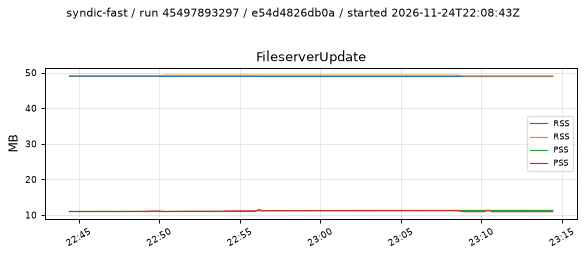 syndic-fast / run 45497893297 / e54d4826db0a / started 2026-11-24T22:08:43Z
FileserverUpdate
MB
50
40
30
20
10
RSS
RSS
PSS
PSS
22:45
22:50
22:55
23:00
23:05
23:10
23:15